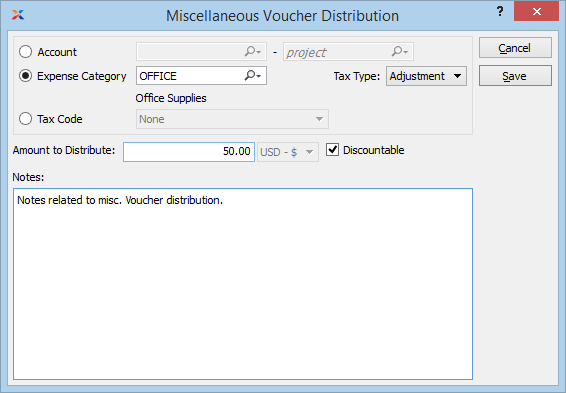 Miscellaneous Voucher Distribution
?
Account
-
project
Cancel
Expense Category
OFFICE
Tax Type:
Adjustment
Save
Office Supplies
Tax Code
None
Amount to Distribute:
50.00
USD - $
Discountable
Notes:
Notes related to misc. Voucher distribution.